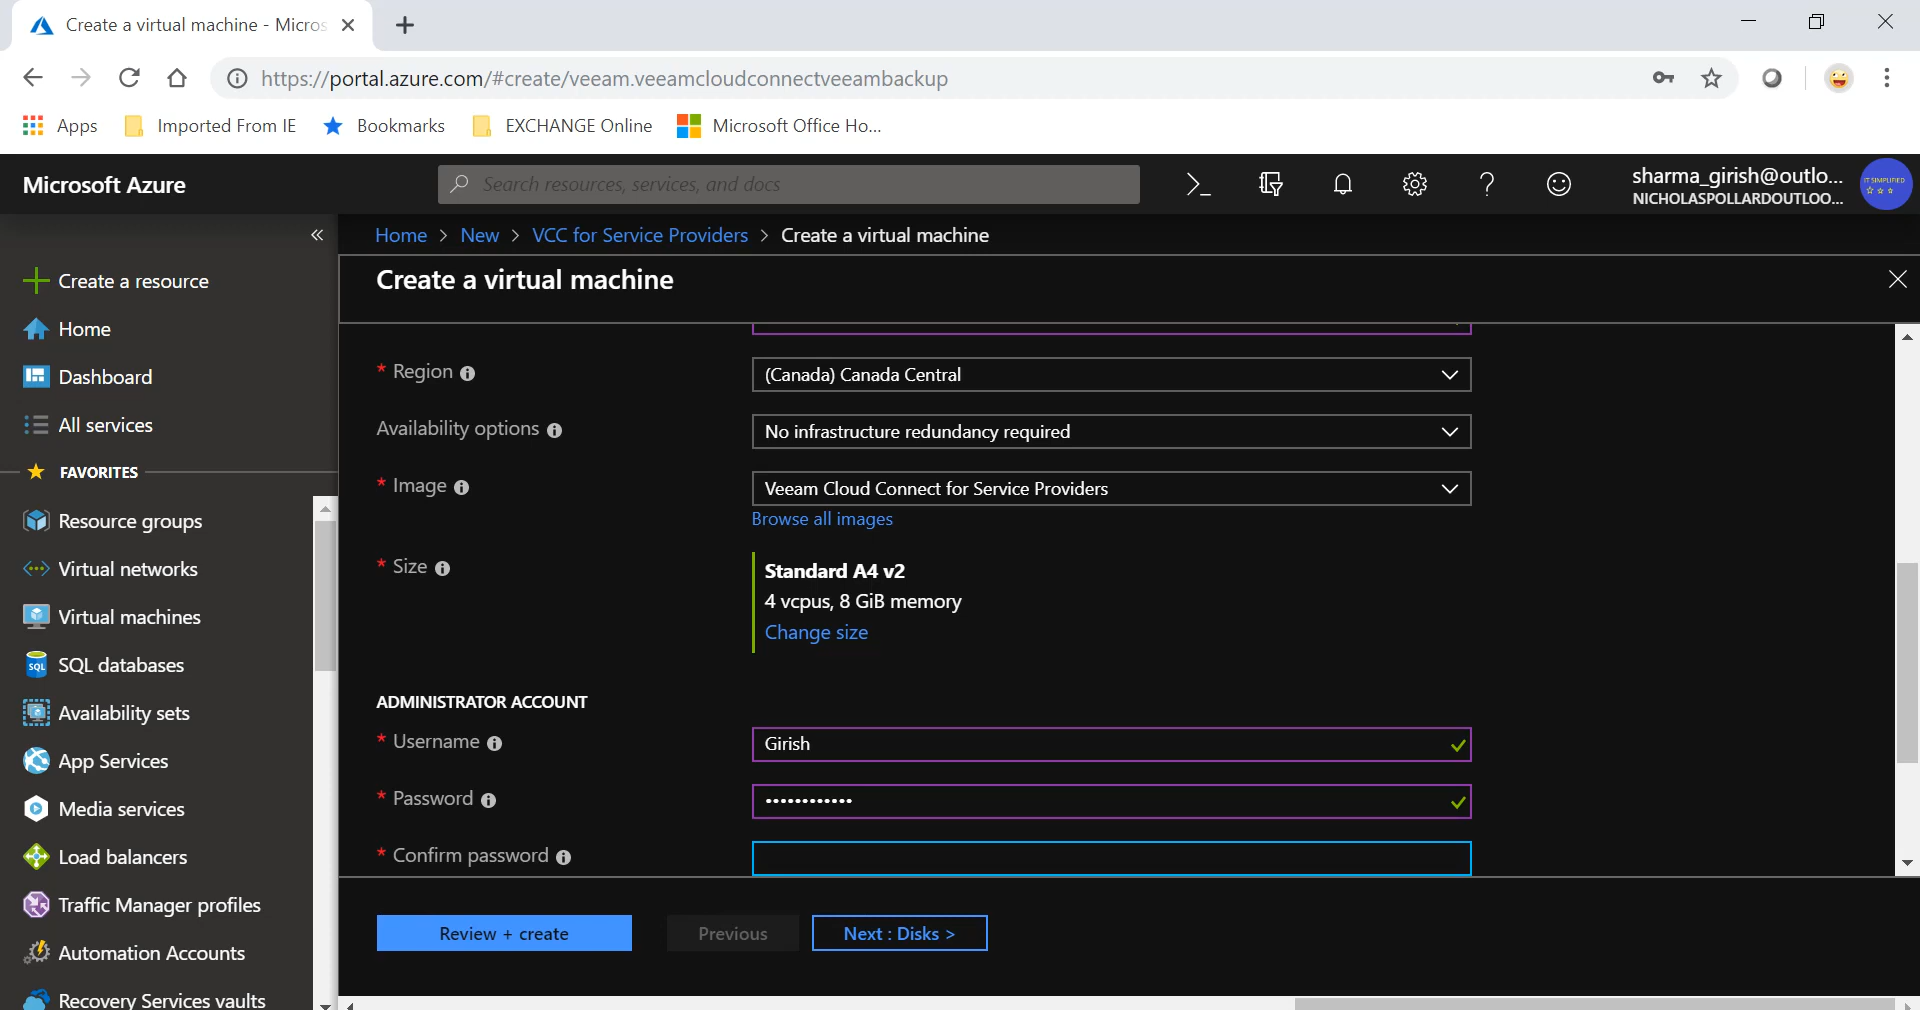 Create a virtual machine - Micros
https://portal.azure.com/#create/veeam.veeamcloudconnectveeambackup
Apps
Imported From IE
Bookmarks
EXCHANGE Online
Microsoft Office Ho...
Microsoft Azure
Search resources, services, and docs
sharma_girish@outlo...
NICHOLASPOLLARDOUTLOO...
IT SIMPLIFIED
Home > New > VCC for Service Providers > Create a virtual machine
Create a virtual machine
Create a resource
Home
Dashboard
All services
FAVORITES
Resource groups
Virtual networks
Virtual machines
SQL
SQL databases
Availability sets
App Services
Media services
Load balancers
Traffic Manager profiles
Automation Accounts
Recovery Services vaults
* Region
(Canada) Canada Central
Availability options
No infrastructure redundancy required
* Image
Veeam Cloud Connect for Service Providers
Browse all images
* Size
Standard A4 v2
4 vcpus, 8 GiB memory
Change size
ADMINISTRATOR ACCOUNT
* Username
Girish
* Password
••••••••••••
* Confirm password
Review + create
Previous
Next : Disks >